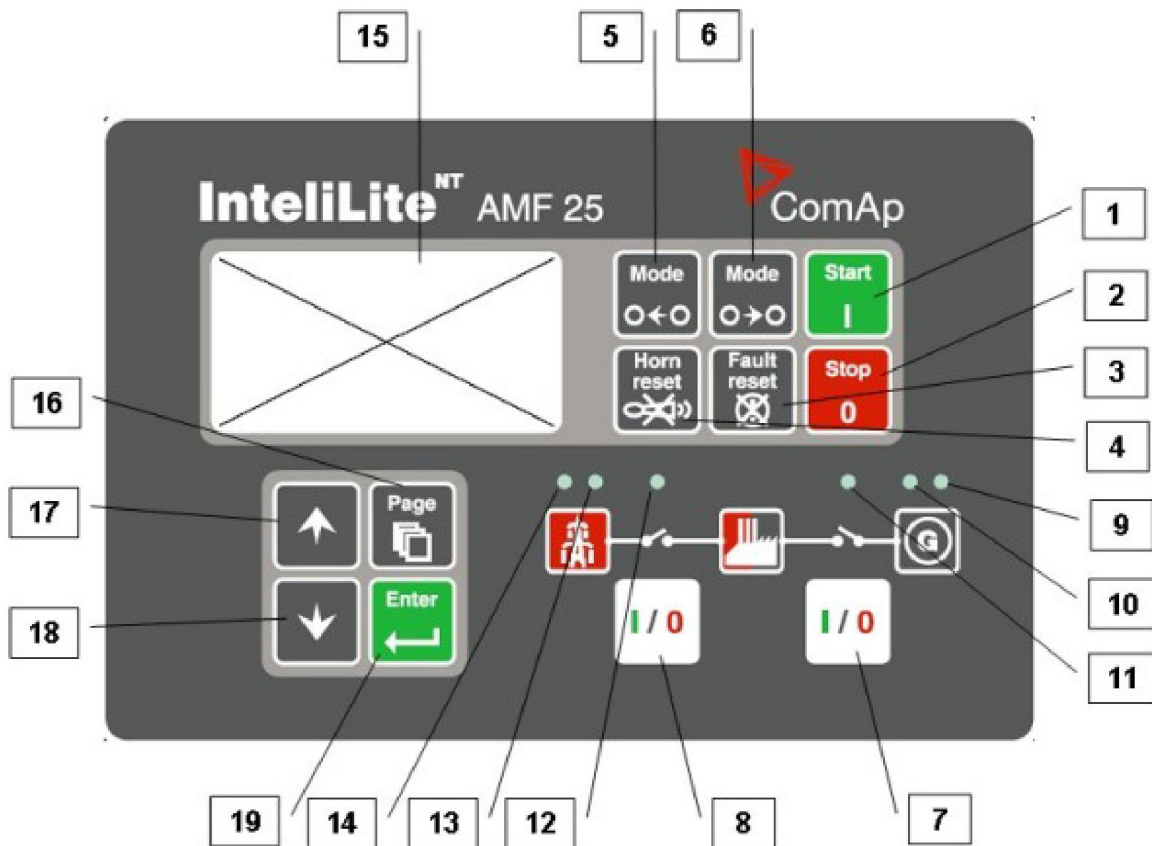 15
5
6
InteliLite NT AMF 25
ComAp
Mode
Mode
Start
I
Horn reset
Fault reset
Stop
0
1
2
3
4
16
17
18
Page
Enter
I / 0
I / 0
G
9
10
11
19
14
13
12
8
7